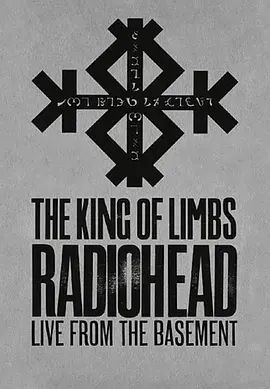 THE KING OF LIMBS
RADIOHEAD
LIVE FROM THE BASEMENT